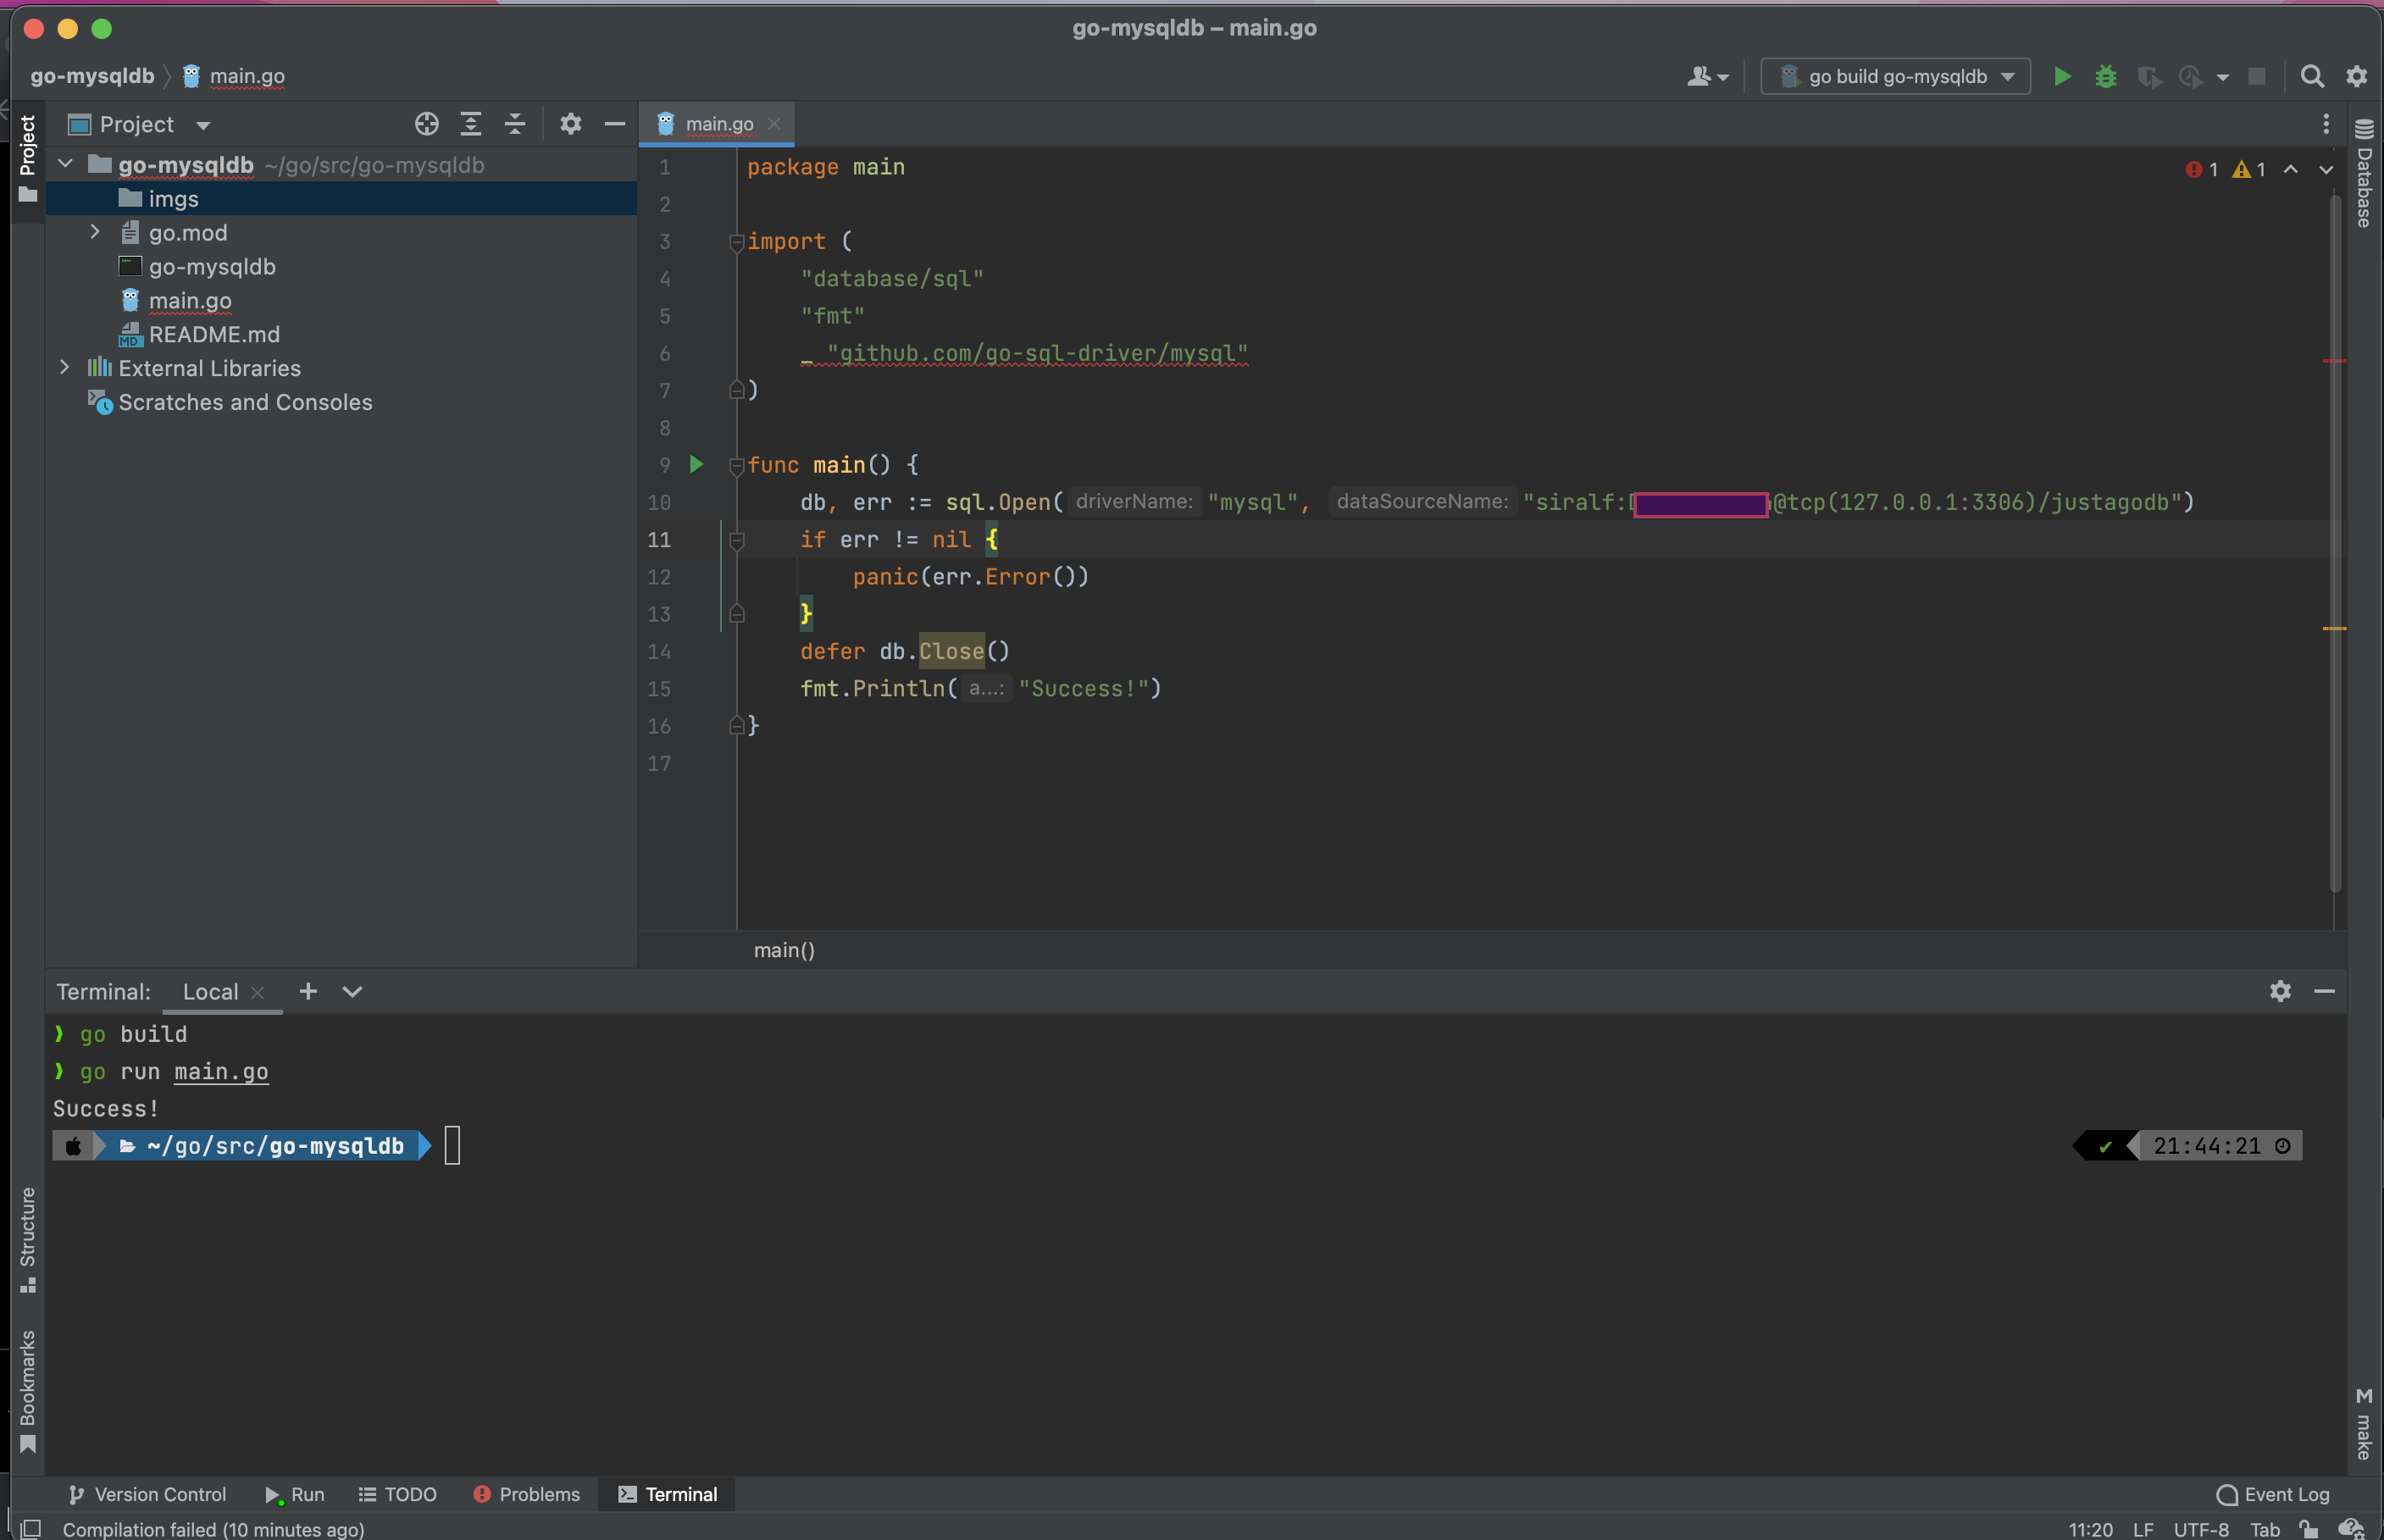 go-mysqldb – main.go
go-mysqldb main.go
go build go-mysqldb
Project
Project
go-mysqldb ~/go/src/go-mysqldb
imgs
go.mod
go-mysqldb
main.go
README.md
External Libraries
Scratches and Consoles
main.go
1 1
Database
1 package main
2
3 import (
4 "database/sql"
5 "fmt"
6 _ "github.com/go-sql-driver/mysql"
7 )
8
9 func main() {
10 db, err := sql.Open( driverName: "mysql", dataSourceName: "siralf: @tcp(127.0.0.1:3306)/justagodb")
11 if err != nil {
12 panic(err.Error())
13 }
14 defer db.Close()
15 fmt.Println( a...: "Success!")
16 }
17
main()
Terminal: Local
❯ go build
❯ go run main.go
Success!
~/go/src/go-mysqldb
✔ 21:44:21
Structure
Bookmarks
M make
Version Control Run TODO Problems Terminal Event Log
Compilation failed (10 minutes ago) 11:20 LF UTF-8 Tab